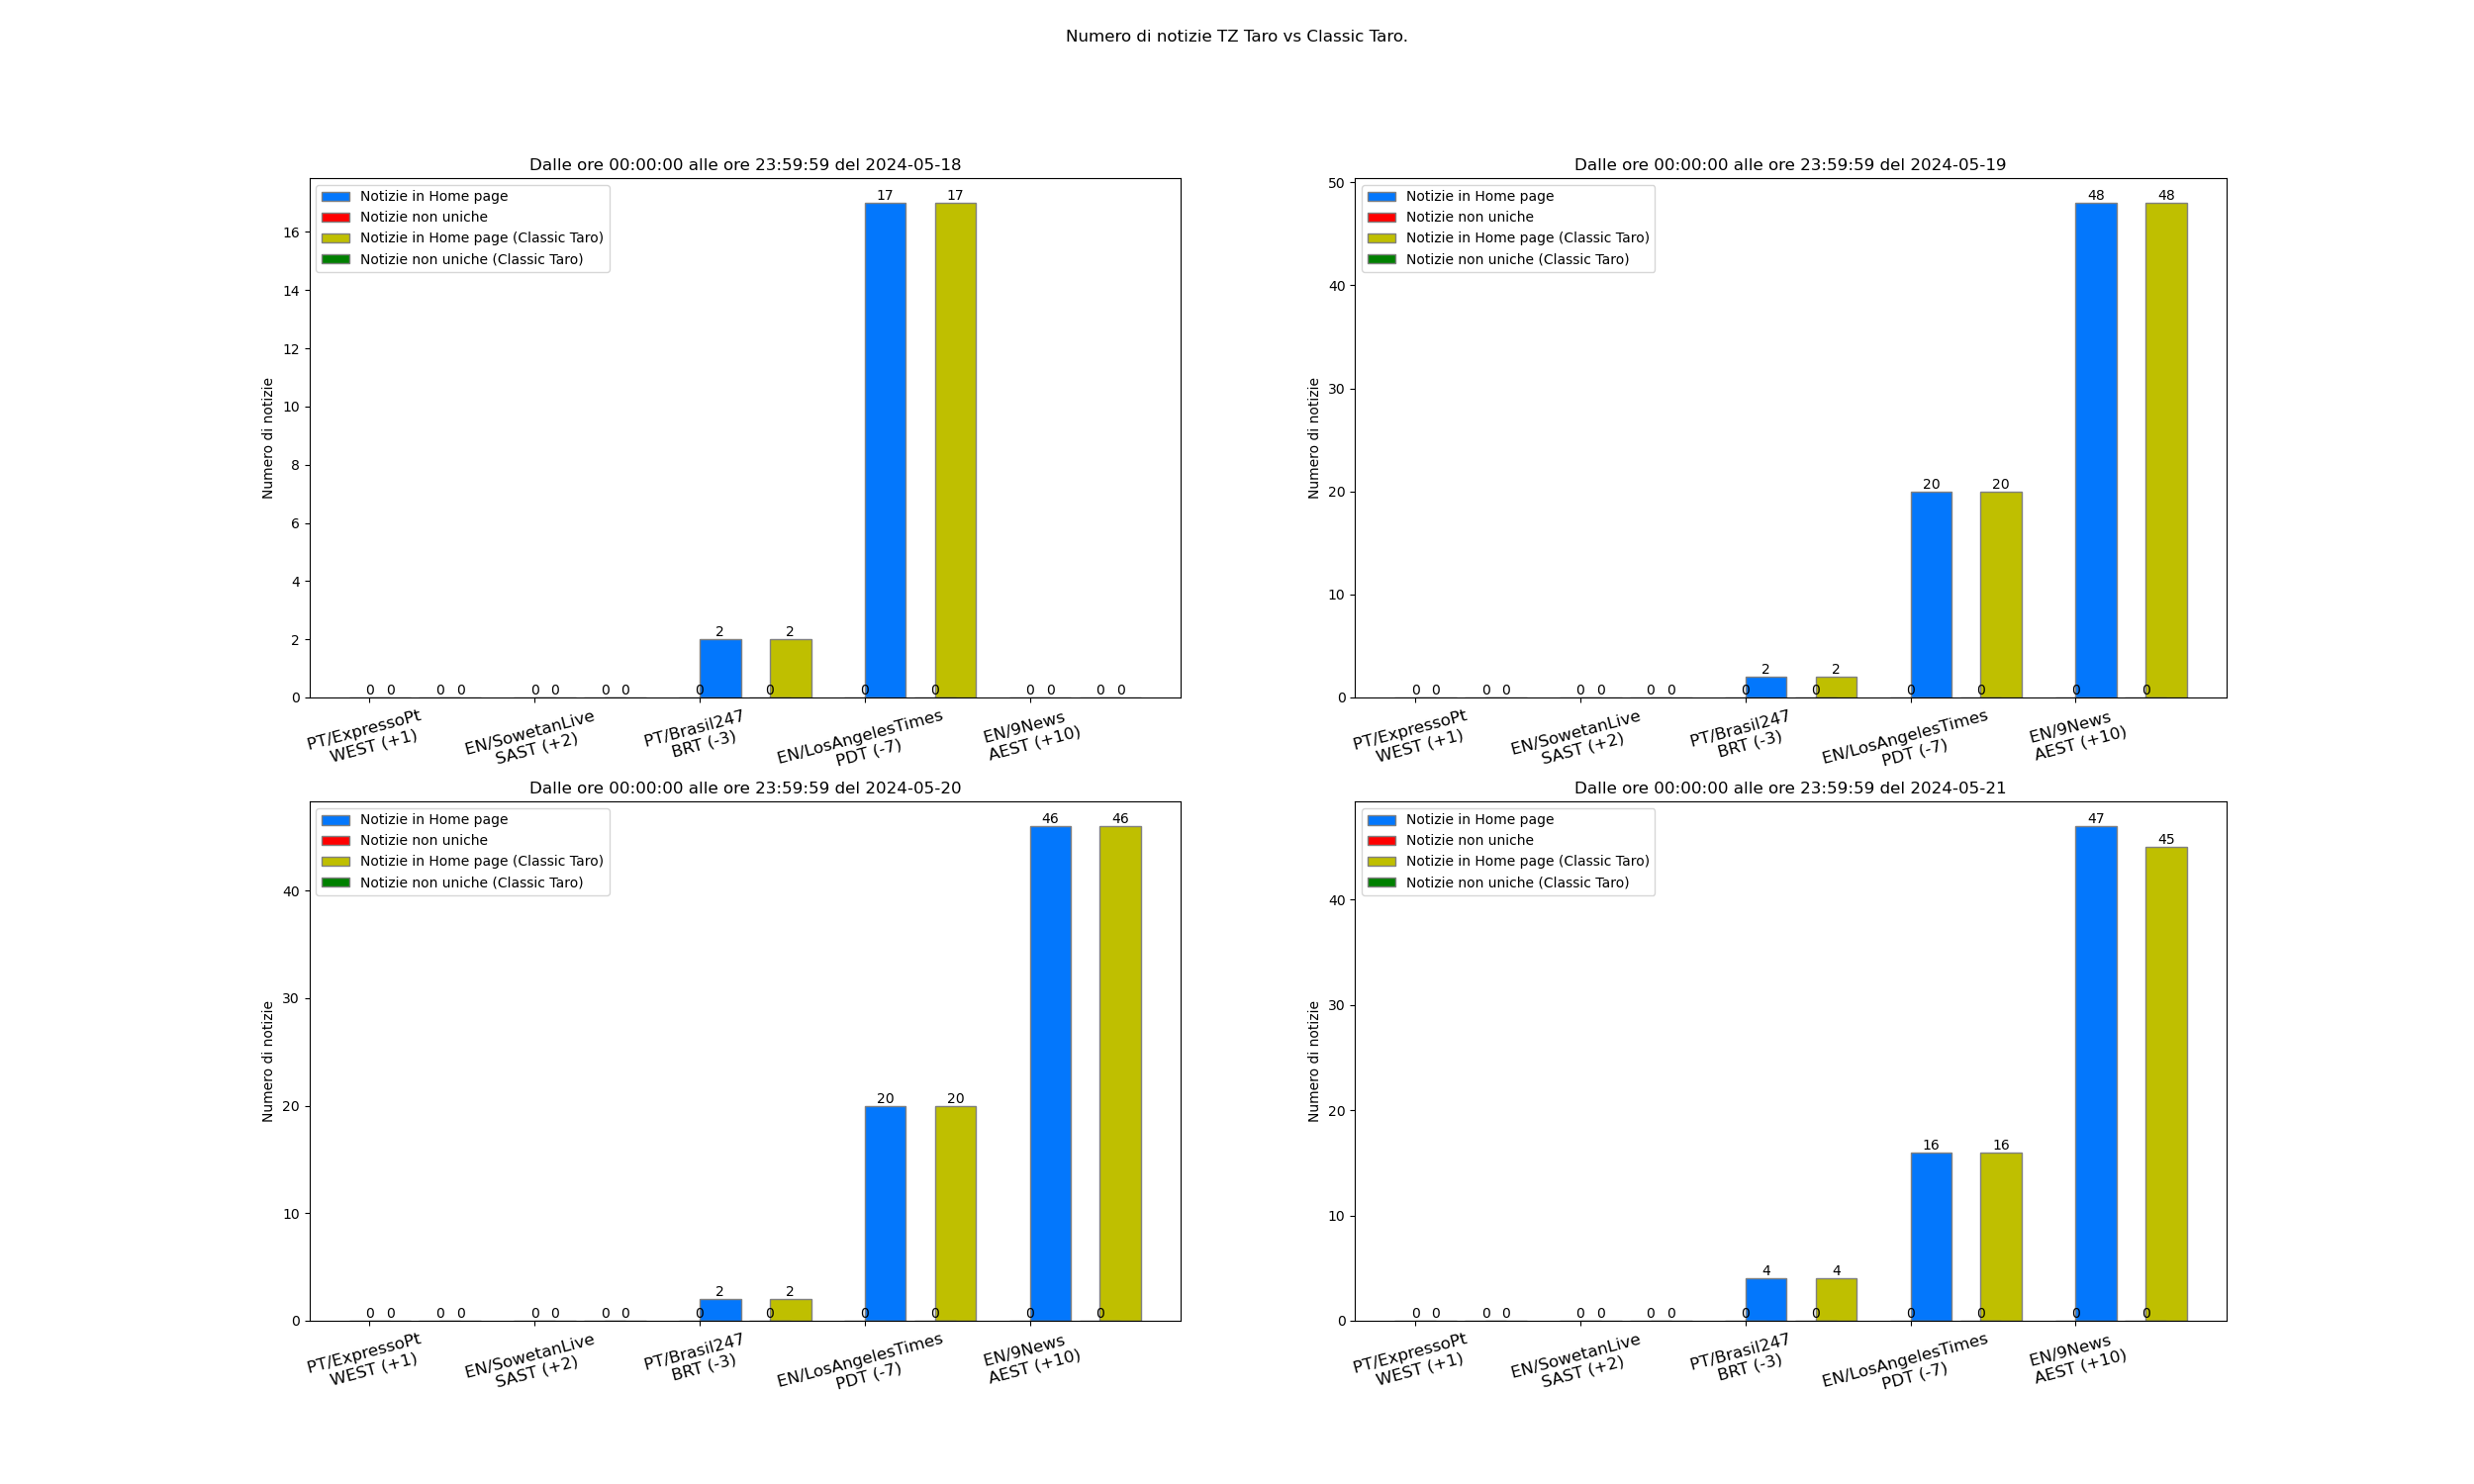 Numero di notizie TZ Taro vs Classic Taro.
Dalle ore 00:00:00 alle ore 23:59:59 del 2024-05-18
Notizie in Home page
Notizie non uniche
Notizie in Home page (Classic Taro)
Notizie non uniche (Classic Taro)
Numero di notizie
16
14
12
10
8
6
4
2
0
0 0 0 0 0 0 0 0 0 2 0 2 0 17 0 17 0 0 0 0
PT/ExpressoPt
WEST (+1)
EN/SowetanLive
SAST (+2)
PT/Brasil247
BRT (-3)
EN/LosAngelesTimes
PDT (-7)
EN/9News
AEST (+10)
Dalle ore 00:00:00 alle ore 23:59:59 del 2024-05-19
Notizie in Home page
Notizie non uniche
Notizie in Home page (Classic Taro)
Notizie non uniche (Classic Taro)
Numero di notizie
50
40
30
20
10
0
0 0 0 0 0 0 0 0 0 2 0 2 0 20 0 20 0 48 0 48
PT/ExpressoPt
WEST (+1)
EN/SowetanLive
SAST (+2)
PT/Brasil247
BRT (-3)
EN/LosAngelesTimes
PDT (-7)
EN/9News
AEST (+10)
Dalle ore 00:00:00 alle ore 23:59:59 del 2024-05-20
Notizie in Home page
Notizie non uniche
Notizie in Home page (Classic Taro)
Notizie non uniche (Classic Taro)
Numero di notizie
40
30
20
10
0
0 0 0 0 0 0 0 0 0 2 0 2 0 20 0 20 0 46 0 46
PT/ExpressoPt
WEST (+1)
EN/SowetanLive
SAST (+2)
PT/Brasil247
BRT (-3)
EN/LosAngelesTimes
PDT (-7)
EN/9News
AEST (+10)
Dalle ore 00:00:00 alle ore 23:59:59 del 2024-05-21
Notizie in Home page
Notizie non uniche
Notizie in Home page (Classic Taro)
Notizie non uniche (Classic Taro)
Numero di notizie
40
30
20
10
0
0 0 0 0 0 0 0 0 0 4 0 4 0 16 0 16 0 47 0 45
PT/ExpressoPt
WEST (+1)
EN/SowetanLive
SAST (+2)
PT/Brasil247
BRT (-3)
EN/LosAngelesTimes
PDT (-7)
EN/9News
AEST (+10)